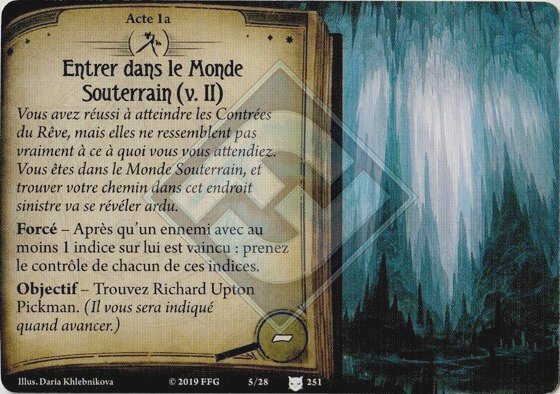 Acte 1a
Entrer dans le Monde
Souterrain (v. II)
Vous avez réussi à atteindre les Contrées
du Rêve, mais elles ne ressemblent pas
vraiment à ce à quoi vous vous attendiez.
Vous êtes dans le Monde Souterrain, et
trouver votre chemin dans cet endroit
sinistre va se révéler ardu.
Forcé – Après qu'un ennemi avec au
moins 1 indice sur lui est vaincu : prenez
le contrôle de chacun de ces indices.
Objectif – Trouvez Richard Upton
Pickman. (Il vous sera indiqué
quand avancer.)
–
Illus. Daria Khlebnikova © 2019 FFG 5/28 251